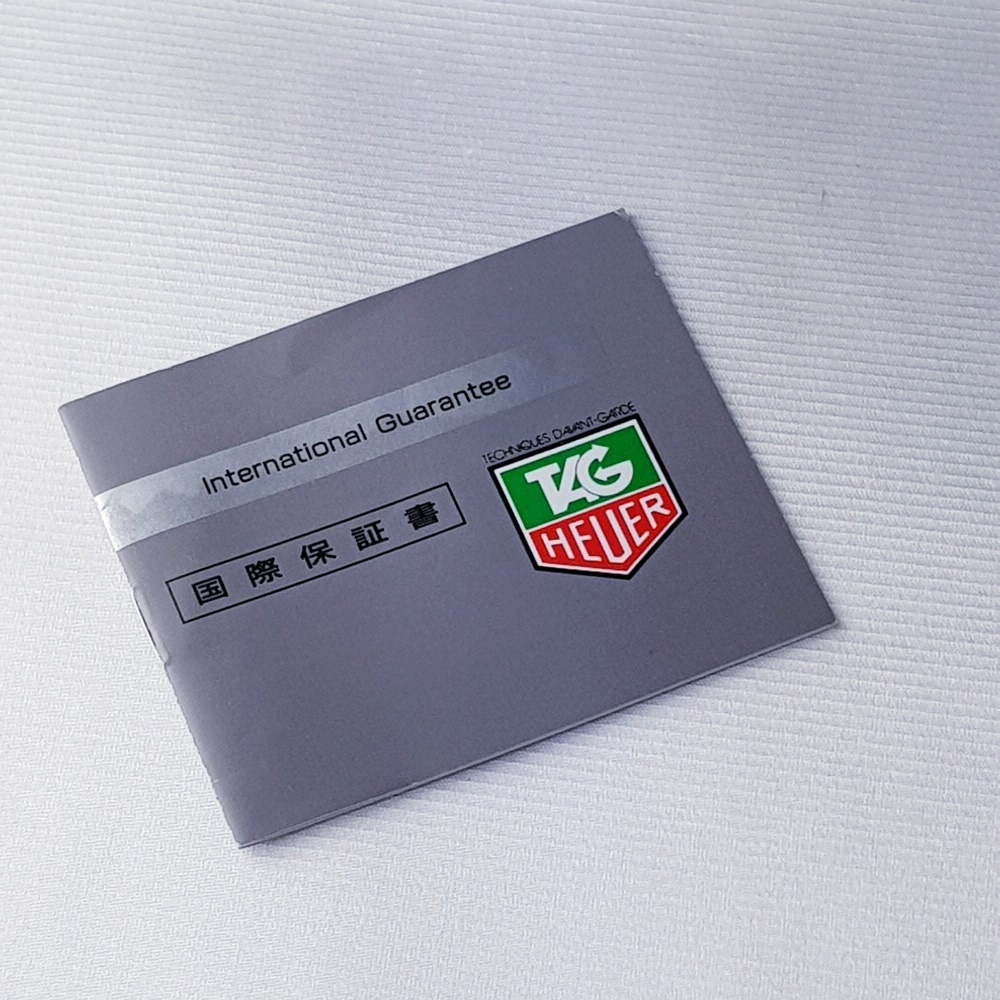 International Guarantee
国際保証書
TECHNIQUES D'AVANT-GARDE
TAG
HEUER